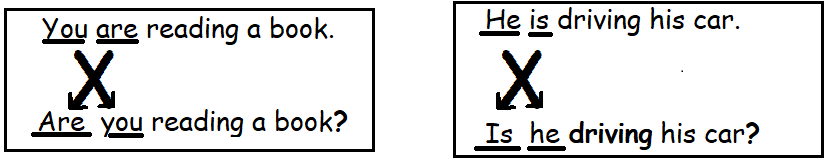 You are reading a book.
Are you reading a book?
He is driving his car.
Is he driving his car?